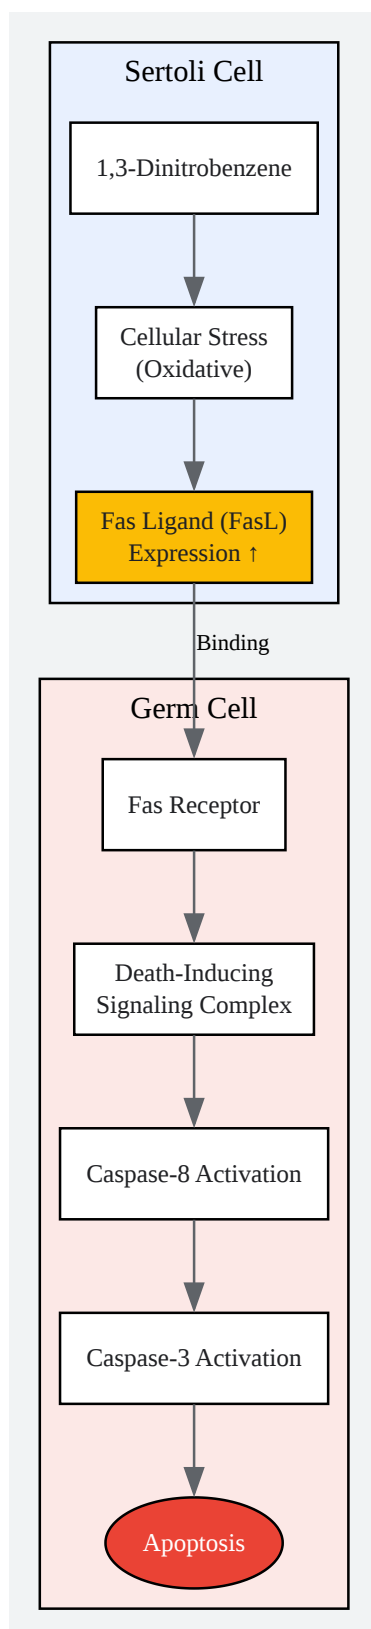 Sertoli Cell
1,3-Dinitrobenzene
Cellular Stress
(Oxidative)
Fas Ligand (FasL)
Expression ↑
Binding
Germ Cell
Fas Receptor
Death-Inducing
Signaling Complex
Caspase-8 Activation
Caspase-3 Activation
Apoptosis